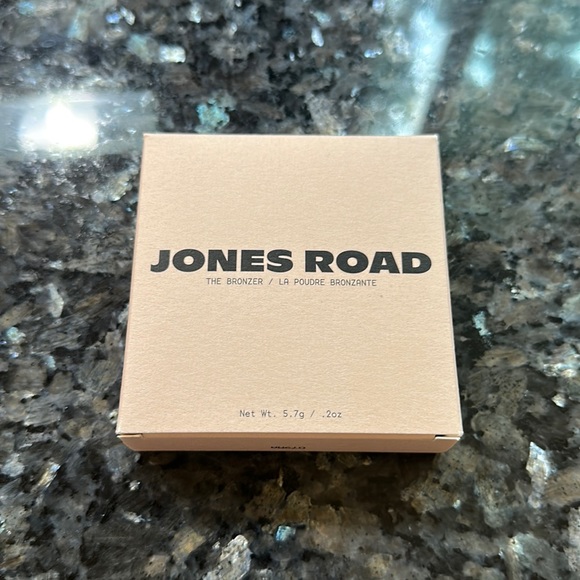 JONES ROAD
THE BRONZER / LA POUDRE BRONZANTE
Net Wt. 5.7g / .2oz